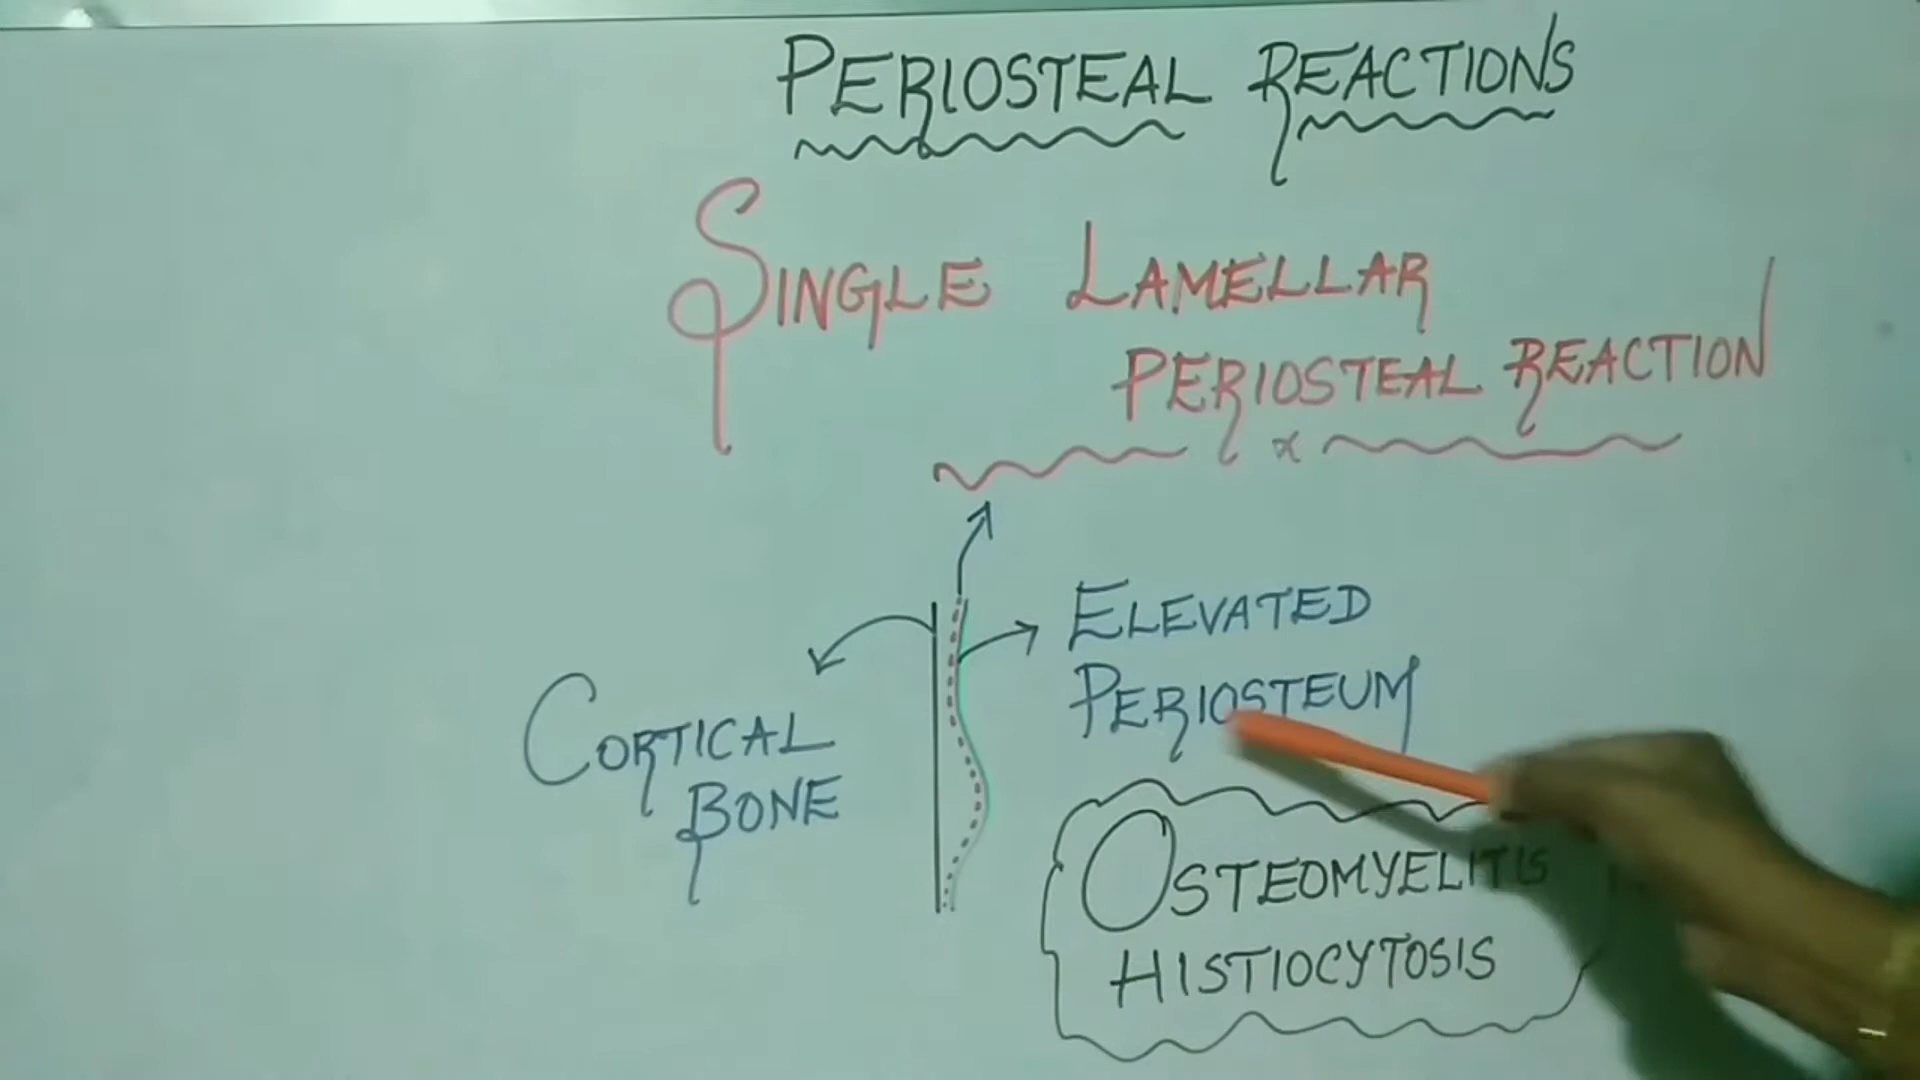 PERIOSTEAL REACTIONS
SINGLE LAMELLAR
PERIOSTEAL REACTION
ELEVATED
PERIOSTEUM
CORTICAL
BONE
OSTEOMYELITIS
HISTIOCYTOSIS